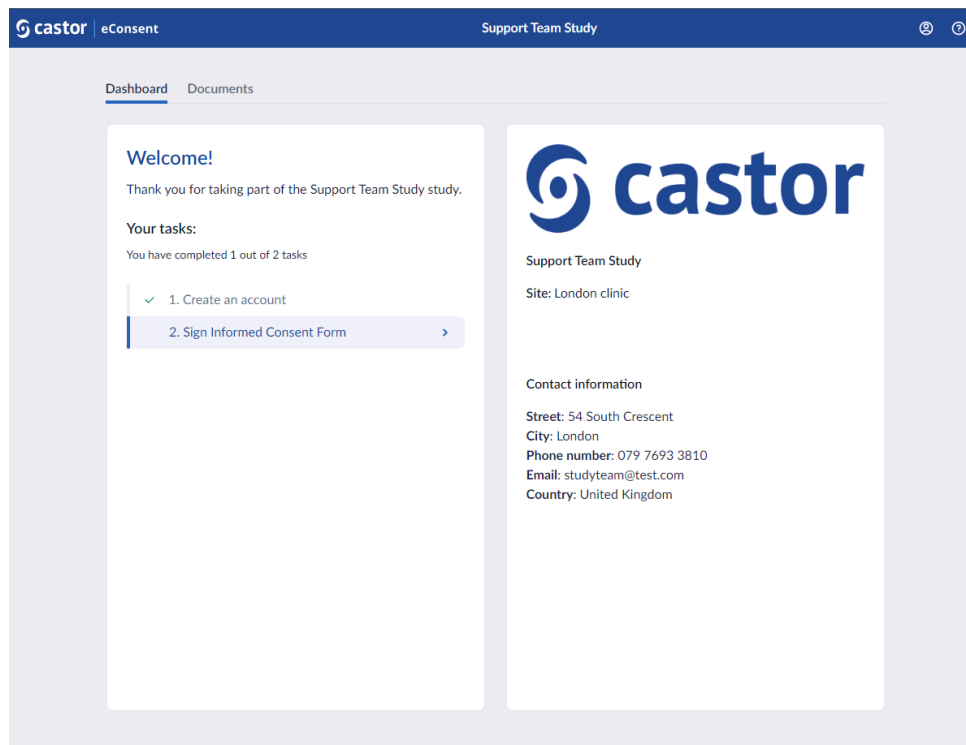 castor eConsent
Support Team Study
Dashboard
Documents
Welcome!
Thank you for taking part of the Support Team Study study.
Your tasks:
You have completed 1 out of 2 tasks
1. Create an account
2. Sign Informed Consent Form
castor
Support Team Study
Site: London clinic
Contact information
Street: 54 South Crescent
City: London
Phone number: 079 7693 3810
Email: studyteam@test.com
Country: United Kingdom